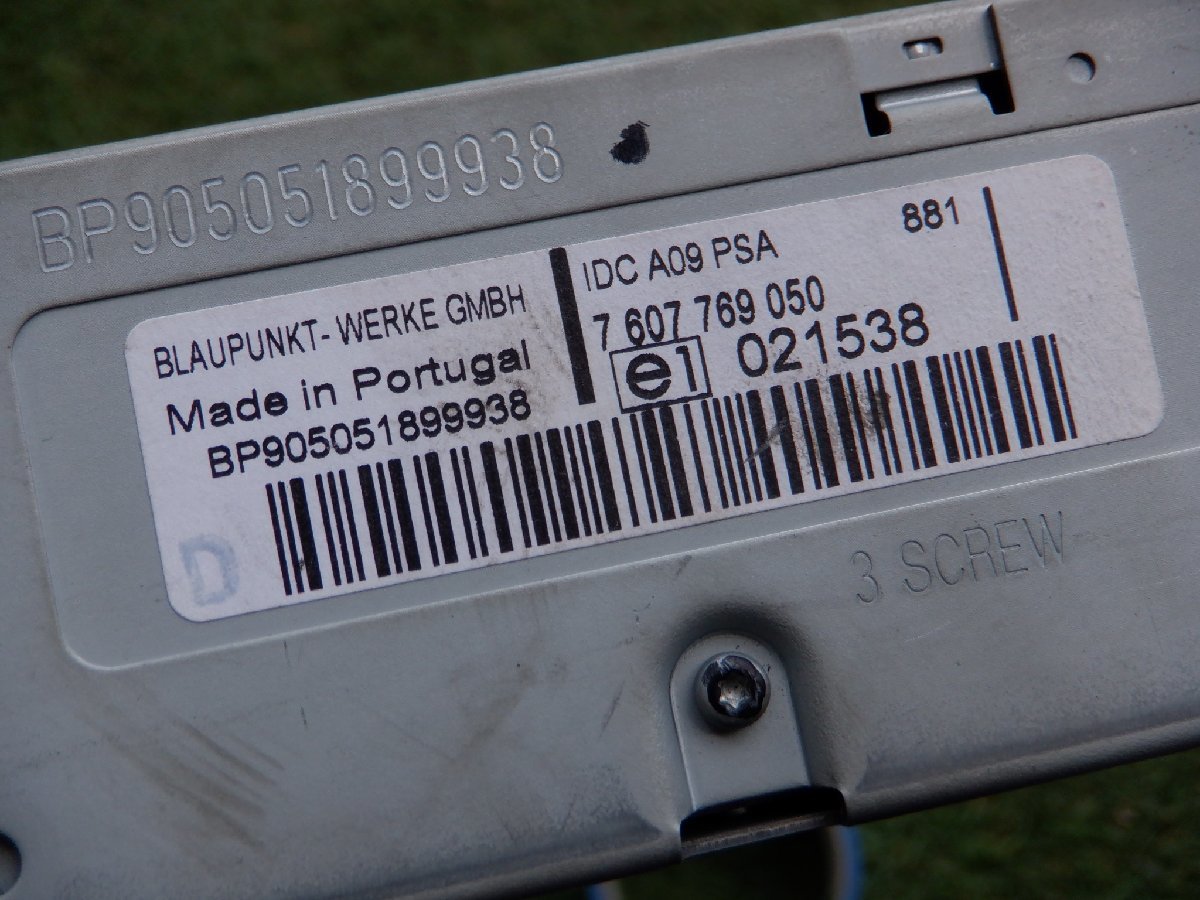 BP905051899938
BLAUPUNKT-WERKE GMBH
Made in Portugal
BP905051899938
IDC A09 PSA
881
7 607 769 050
e1 021538
D
3 SCREW